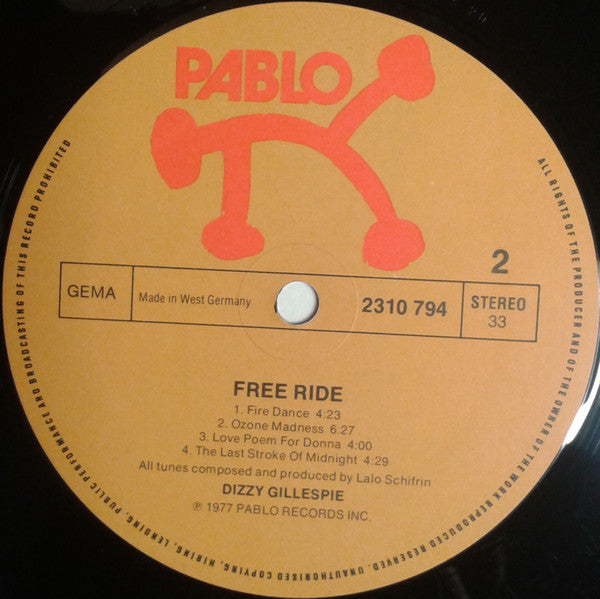 PABLO
2
GEMA
Made in West Germany
2310 794
STEREO
33
FREE RIDE
1. Fire Dance 4:23
2. Ozone Madness 6:27
3. Love Poem For Donna 4:00
4. The Last Stroke Of Midnight 4:29
All tunes composed and produced by Lalo Schifrin
DIZZY GILLESPIE
℗ 1977 PABLO RECORDS INC.
ALL RIGHTS OF THE PRODUCER AND OF THE OWNER OF THE WORK REPRODUCED RESERVED. UNAUTHORISED COPYING, HIRING, LENDING, PUBLIC PERFORMANCE AND BROADCASTING OF THIS RECORD PROHIBITED